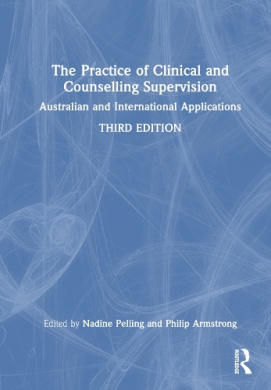 The Practice of Clinical and
Counselling Supervision
Australian and International Applications
THIRD EDITION
Edited by Nadine Pelling and Philip Armstrong
ROUTLEDGE